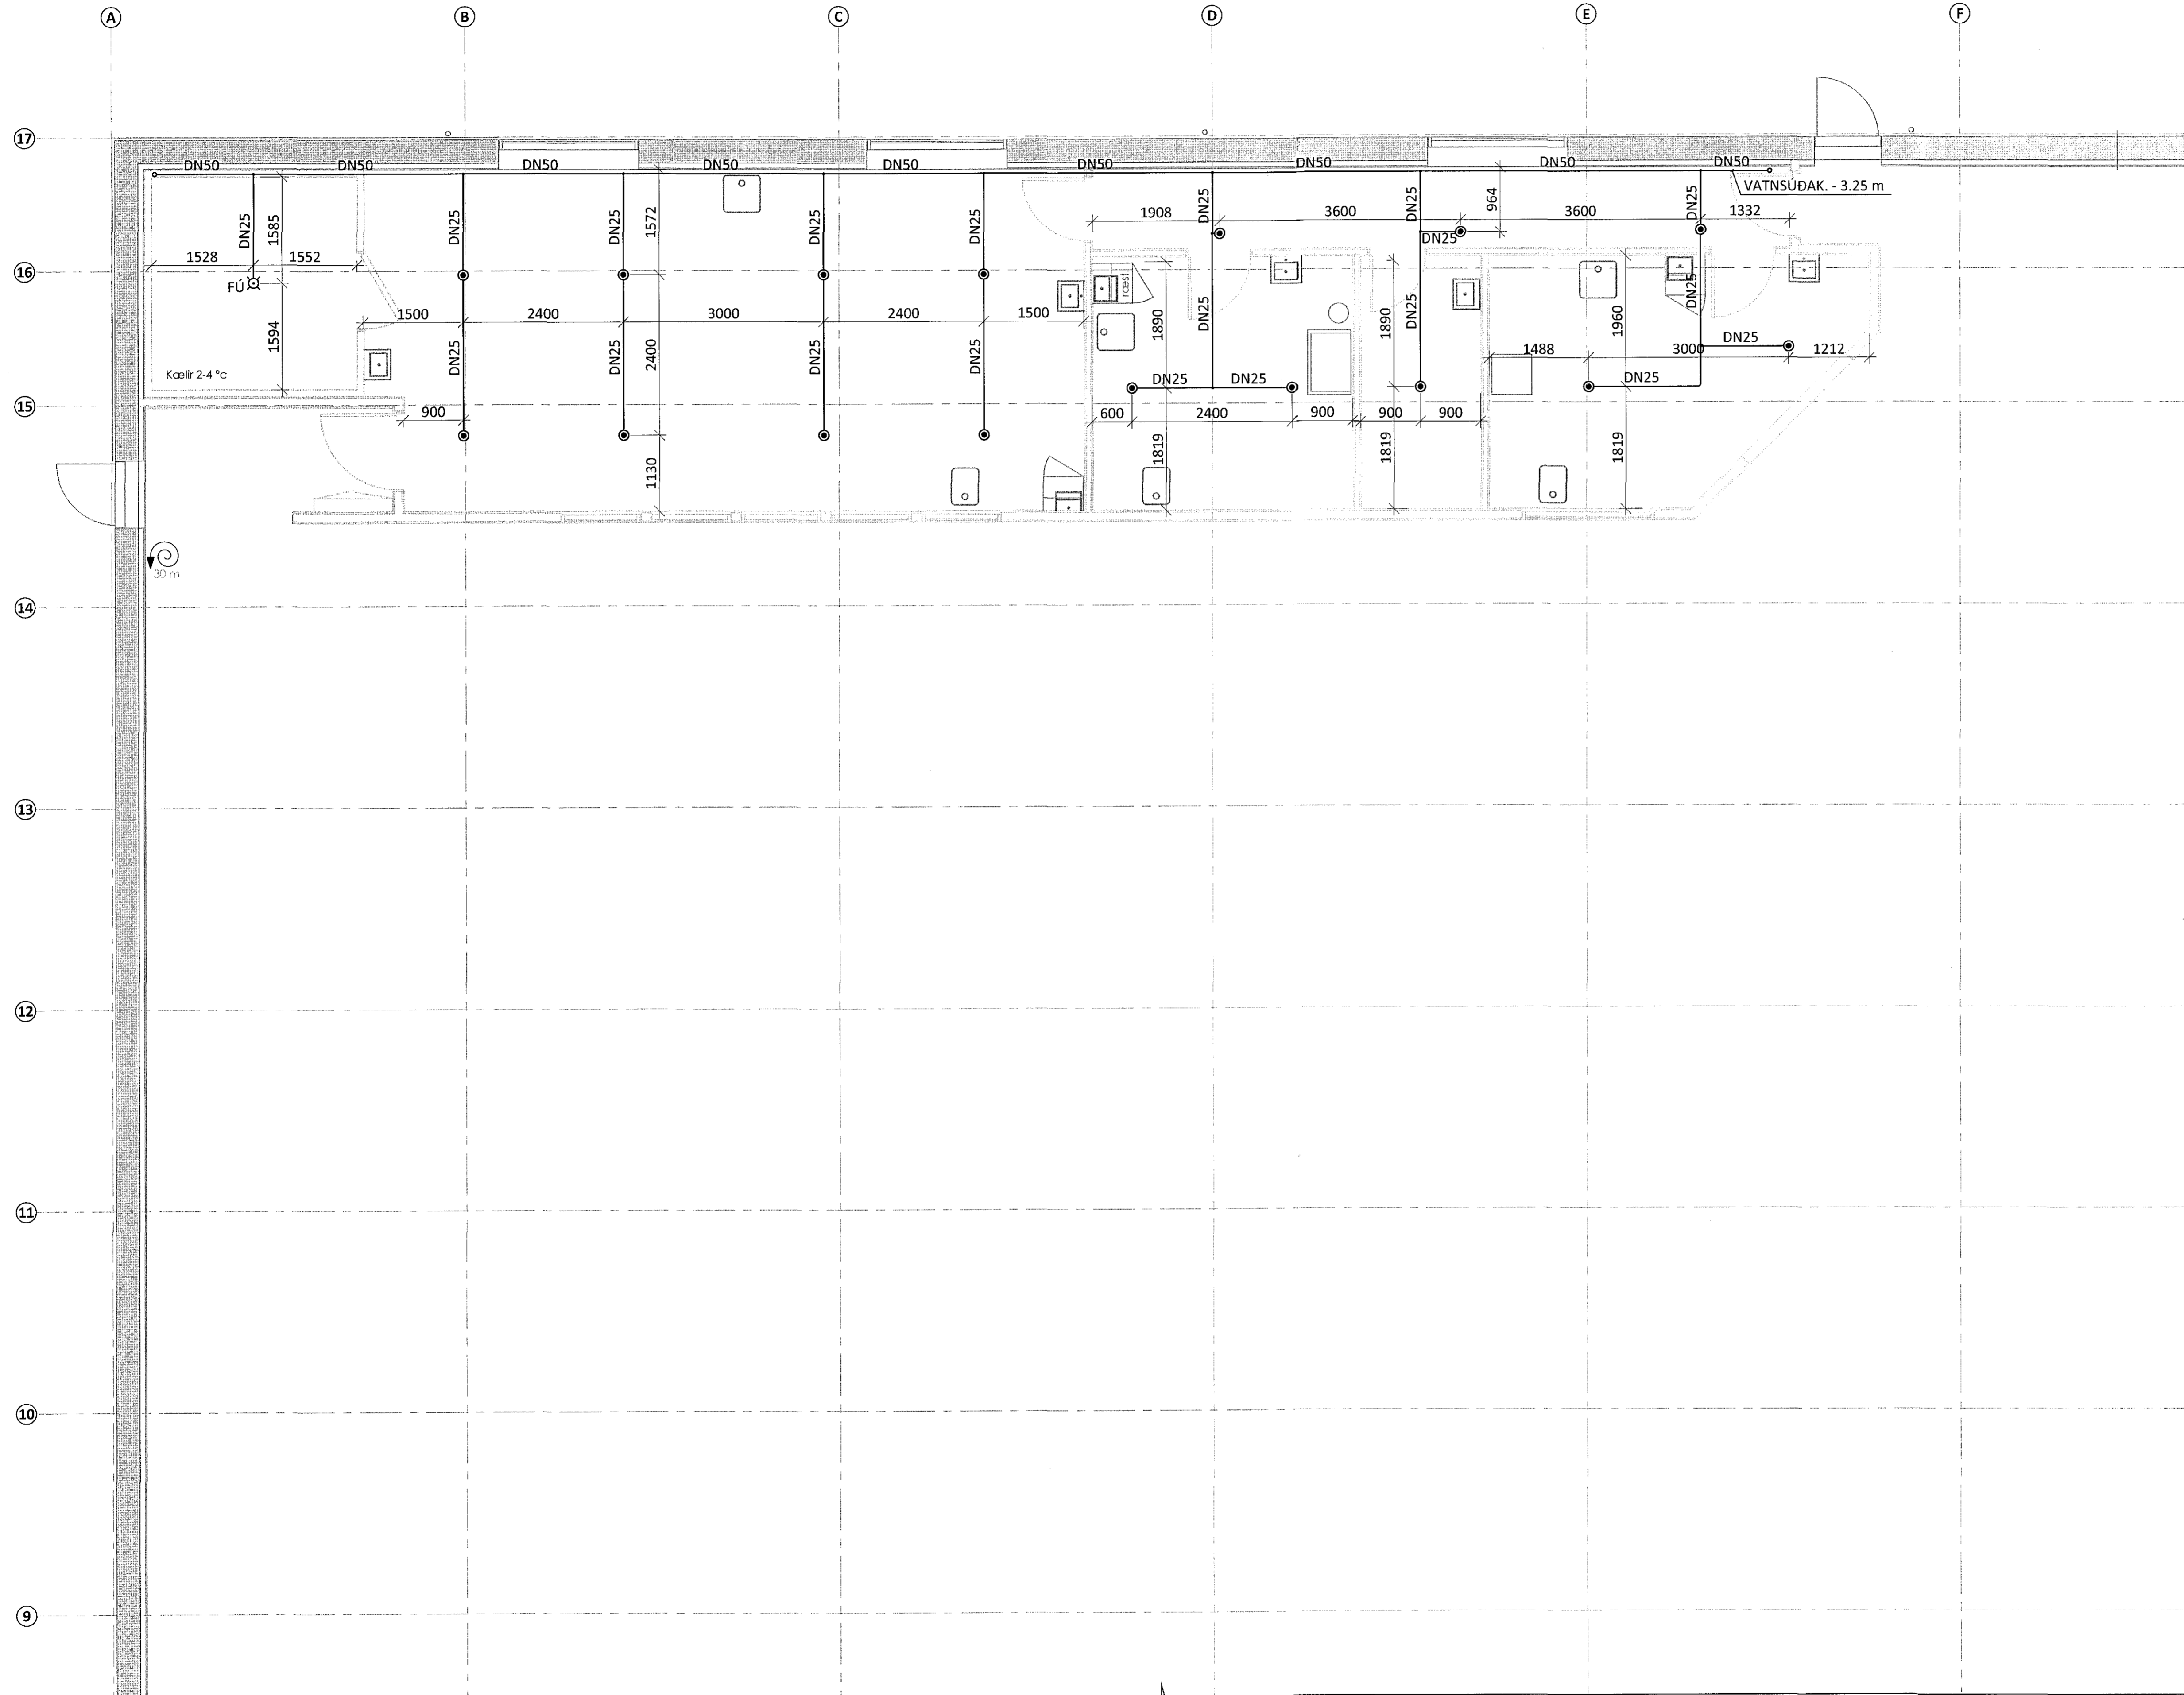 A B C D E F
17
DN50 DN50 DN50 DN50 DN50 DN50 DN50 DN50 DN50
VATNSÚÐAK. - 3.25 m
DN25 1585 DN25 DN25 1572 DN25 DN25 DN25 DN25 964 DN25
1908 3600 3600 1332
DN25
1528 1552
16
FÚ
ræst
DN25 DN25 DN25
1500 2400 3000 2400 1500
1594 1890 1890 1960
DN25 DN25 2400 DN25 DN25
DN25
1488 3000 1212
Kælir 2-4 °c
DN25 DN25 DN25
15
900 600 2400 900 900 900
1130 1819 1819 1819
30 m
14
13
12
11
10
9